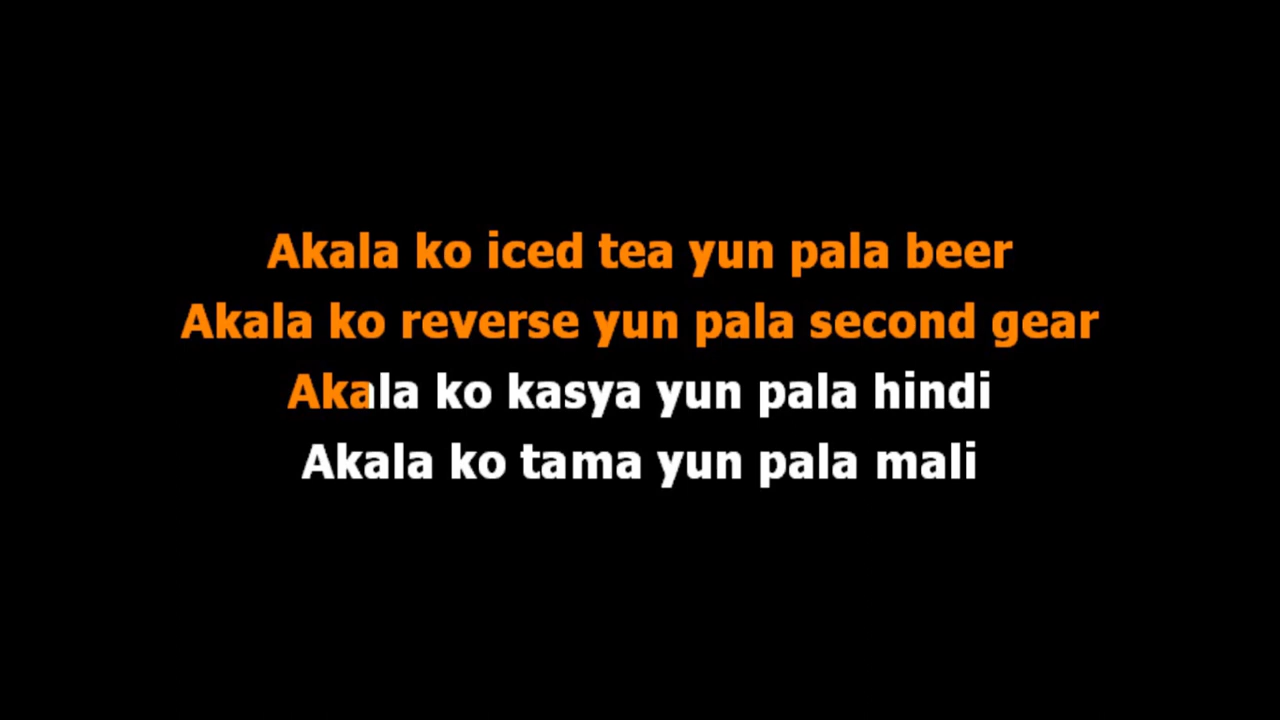 Akala ko iced tea yun pala beer
Akala ko reverse yun pala second gear
Akala ko kasya yun pala hindi
Akala ko tama yun pala mali